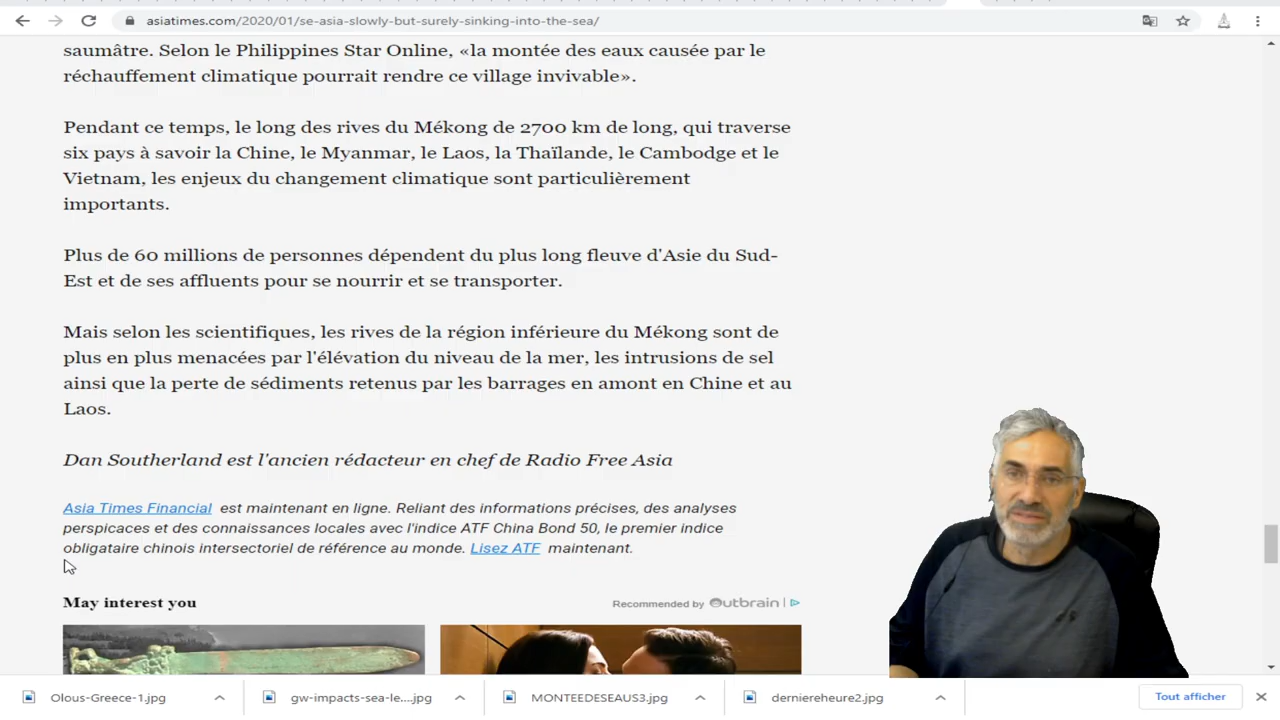 asiatimes.com/2020/01/se-asia-slowly-but-surely-sinking-into-the-sea/
saumâtre. Selon le Philippines Star Online, «la montée des eaux causée par le
réchauffement climatique pourrait rendre ce village invivable».
Pendant ce temps, le long des rives du Mékong de 2700 km de long, qui traverse
six pays à savoir la Chine, le Myanmar, le Laos, la Thaïlande, le Cambodge et le
Vietnam, les enjeux du changement climatique sont particulièrement
importants.
Plus de 60 millions de personnes dépendent du plus long fleuve d'Asie du Sud-
Est et de ses affluents pour se nourrir et se transporter.
Mais selon les scientifiques, les rives de la région inférieure du Mékong sont de
plus en plus menacées par l'élévation du niveau de la mer, les intrusions de sel
ainsi que la perte de sédiments retenus par les barrages en amont en Chine et au
Laos.
Dan Southerland est l'ancien rédacteur en chef de Radio Free Asia
Asia Times Financial est maintenant en ligne. Reliant des informations précises, des analyses
perspicaces et des connaissances locales avec l'indice ATF China Bond 50, le premier indice
obligataire chinois intersectoriel de référence au monde. Lisez ATF maintenant.
May interest you
Recommended by Outbrain
Olous-Greece-1.jpg
gw-impacts-sea-le....jpg
MONTEEDESEAUS3.jpg
derniereheure2.jpg
Tout afficher